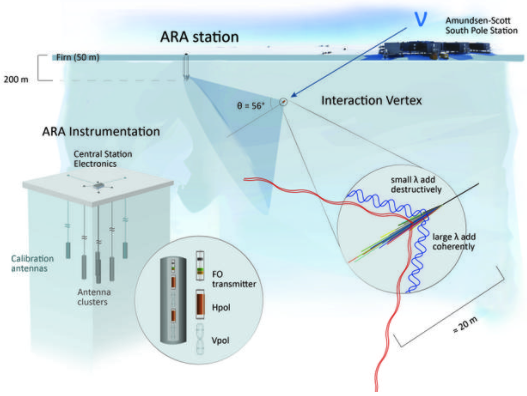 ν
Amundsen-Scott
South Pole Station
ARA station
Firn (50 m)
200 m
θ = 56°
Interaction Vertex
ARA Instrumentation
Central Station
Electronics
small λ add
destructively
large λ add
coherently
Calibration
antennas
Antenna
clusters
FO
transmitter
Hpol
Vpol
≈ 20 m